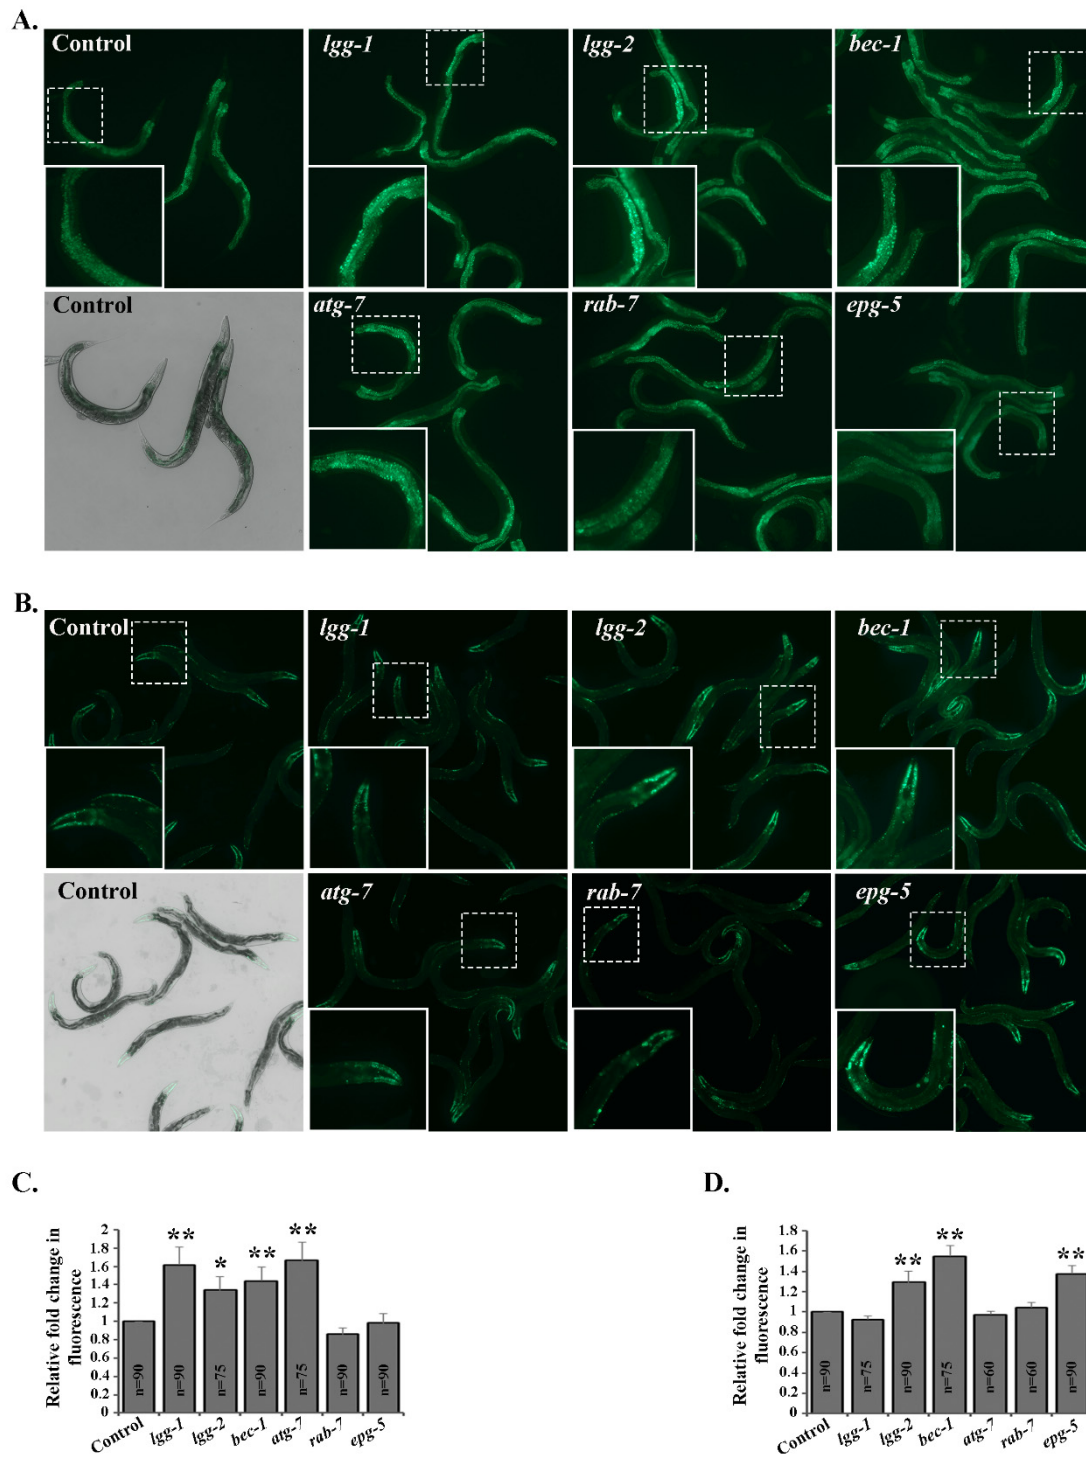 A.
Control
lgg-1
lgg-2
bec-1
Control
atg-7
rab-7
epg-5
B.
Control
lgg-1
lgg-2
bec-1
Control
atg-7
rab-7
epg-5
C.
Relative fold change in
fluorescence
2
1.8
1.6
1.4
1.2
1
0.8
0.6
0.4
0.2
0
**
*
**
**
n=90
n=90
n=75
n=90
n=90
n=90
n=90
Control
lgg-1
lgg-2
bec-1
atg-7
rab-7
epg-5
D.
Relative fold change in
fluorescence
1.8
1.6
1.4
1.2
1
0.8
0.6
0.4
0.2
0
**
**
**
n=90
n=75
n=90
n=75
n=60
n=60
n=90
Control
lgg-1
lgg-2
bec-1
atg-7
rab-7
epg-5